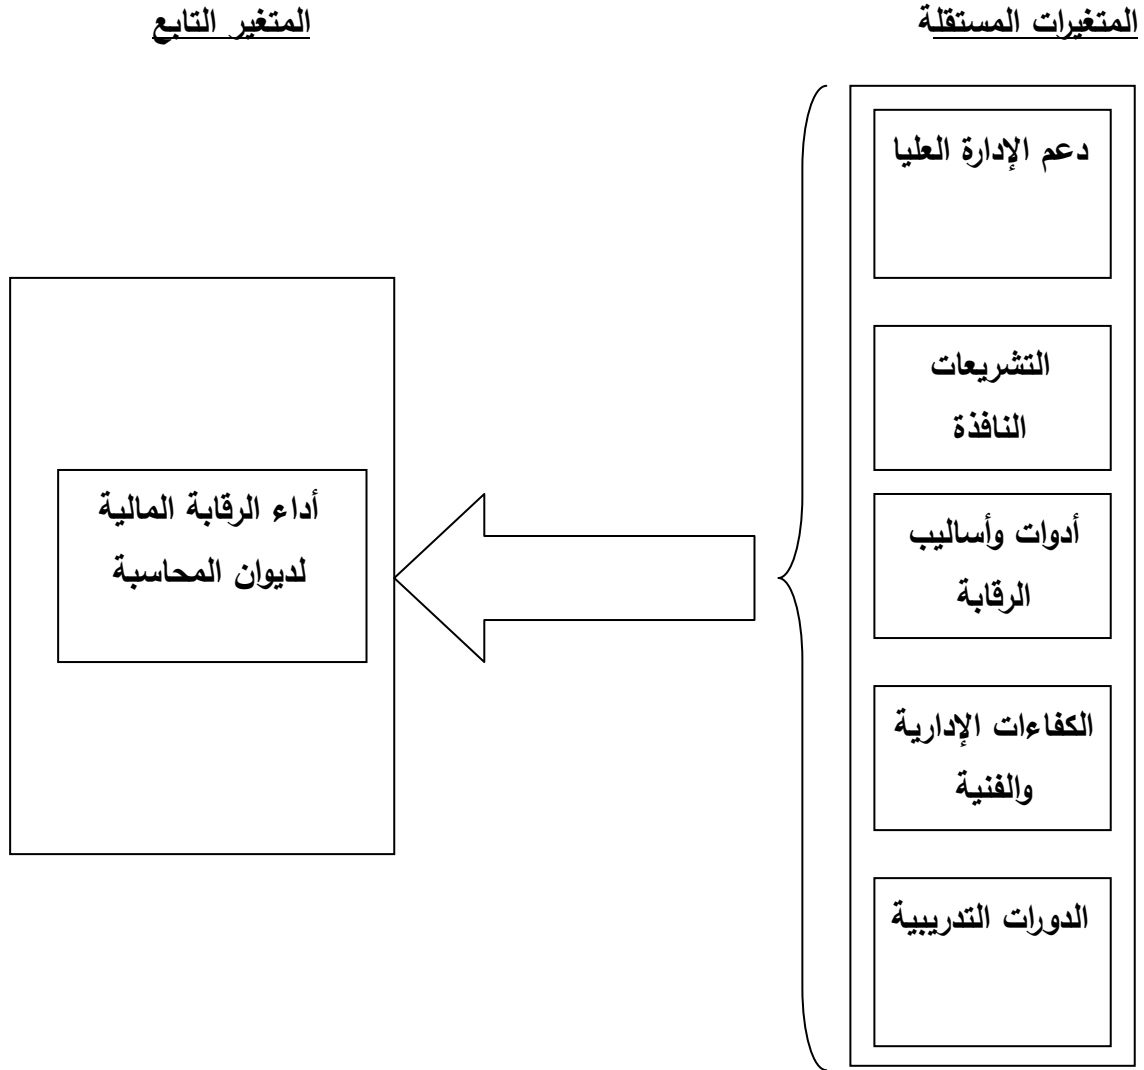 المتغيرات المستقلة
المتغير التابع
دعم الإدارة العليا
التشريعات
النافذة
أدوات وأساليب
الرقابة
الكفاءات الإدارية
والفنية
الدورات التدريبية
أداء الرقابة المالية
لديوان المحاسبة